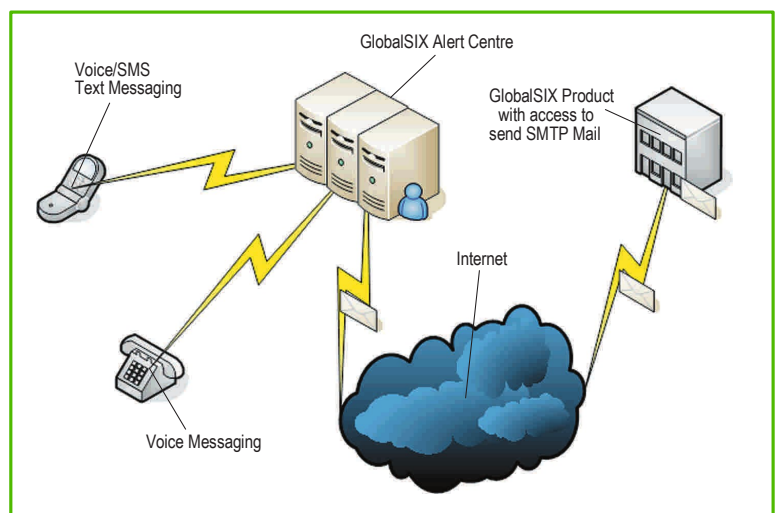 GlobalSIX Alert Centre
Voice/SMS
Text Messaging
GlobalSIX Product
with access to
send SMTP Mail
Internet
Voice Messaging